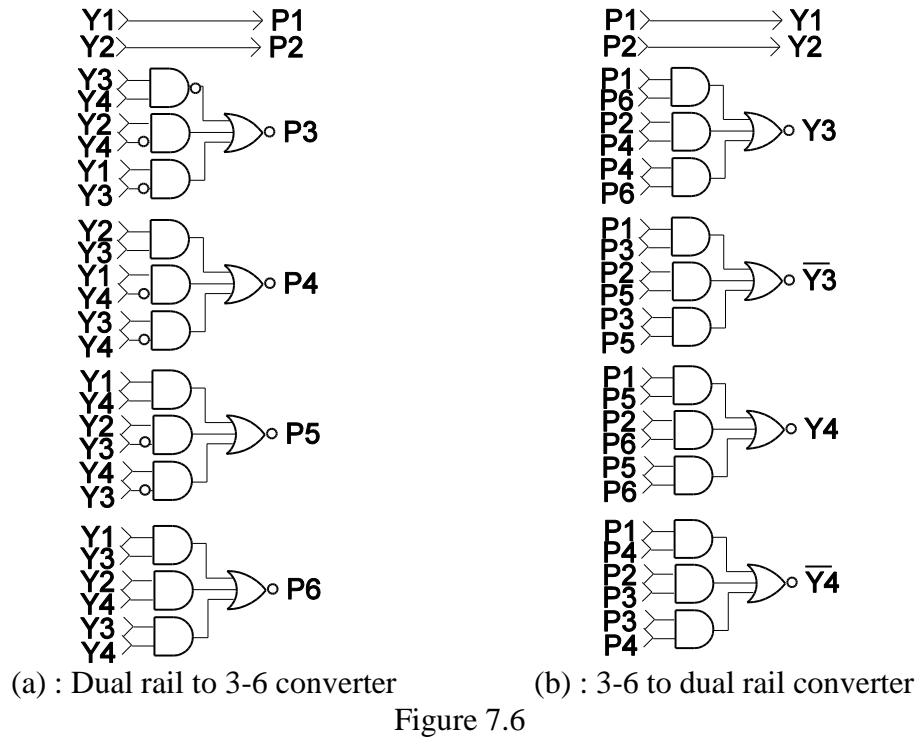 Y1 P1
Y2 P2
Y3
Y4
Y2
Y4
Y1
Y3
P3
Y2
Y3
Y1
Y4
Y3
Y4
P4
Y1
Y4
Y2
Y3
Y4
Y3
P5
Y1
Y3
Y2
Y4
Y3
Y4
P6
(a) : Dual rail to 3-6 converter
P1 Y1
P2 Y2
P1
P6
P2
P4
P4
P6
Y3
P1
P3
P2
P5
P3
P5
Y̅3̅
P1
P5
P2
P6
P5
P6
Y4
P1
P4
P2
P3
P3
P4
Y̅4̅
(b) : 3-6 to dual rail converter
Figure 7.6